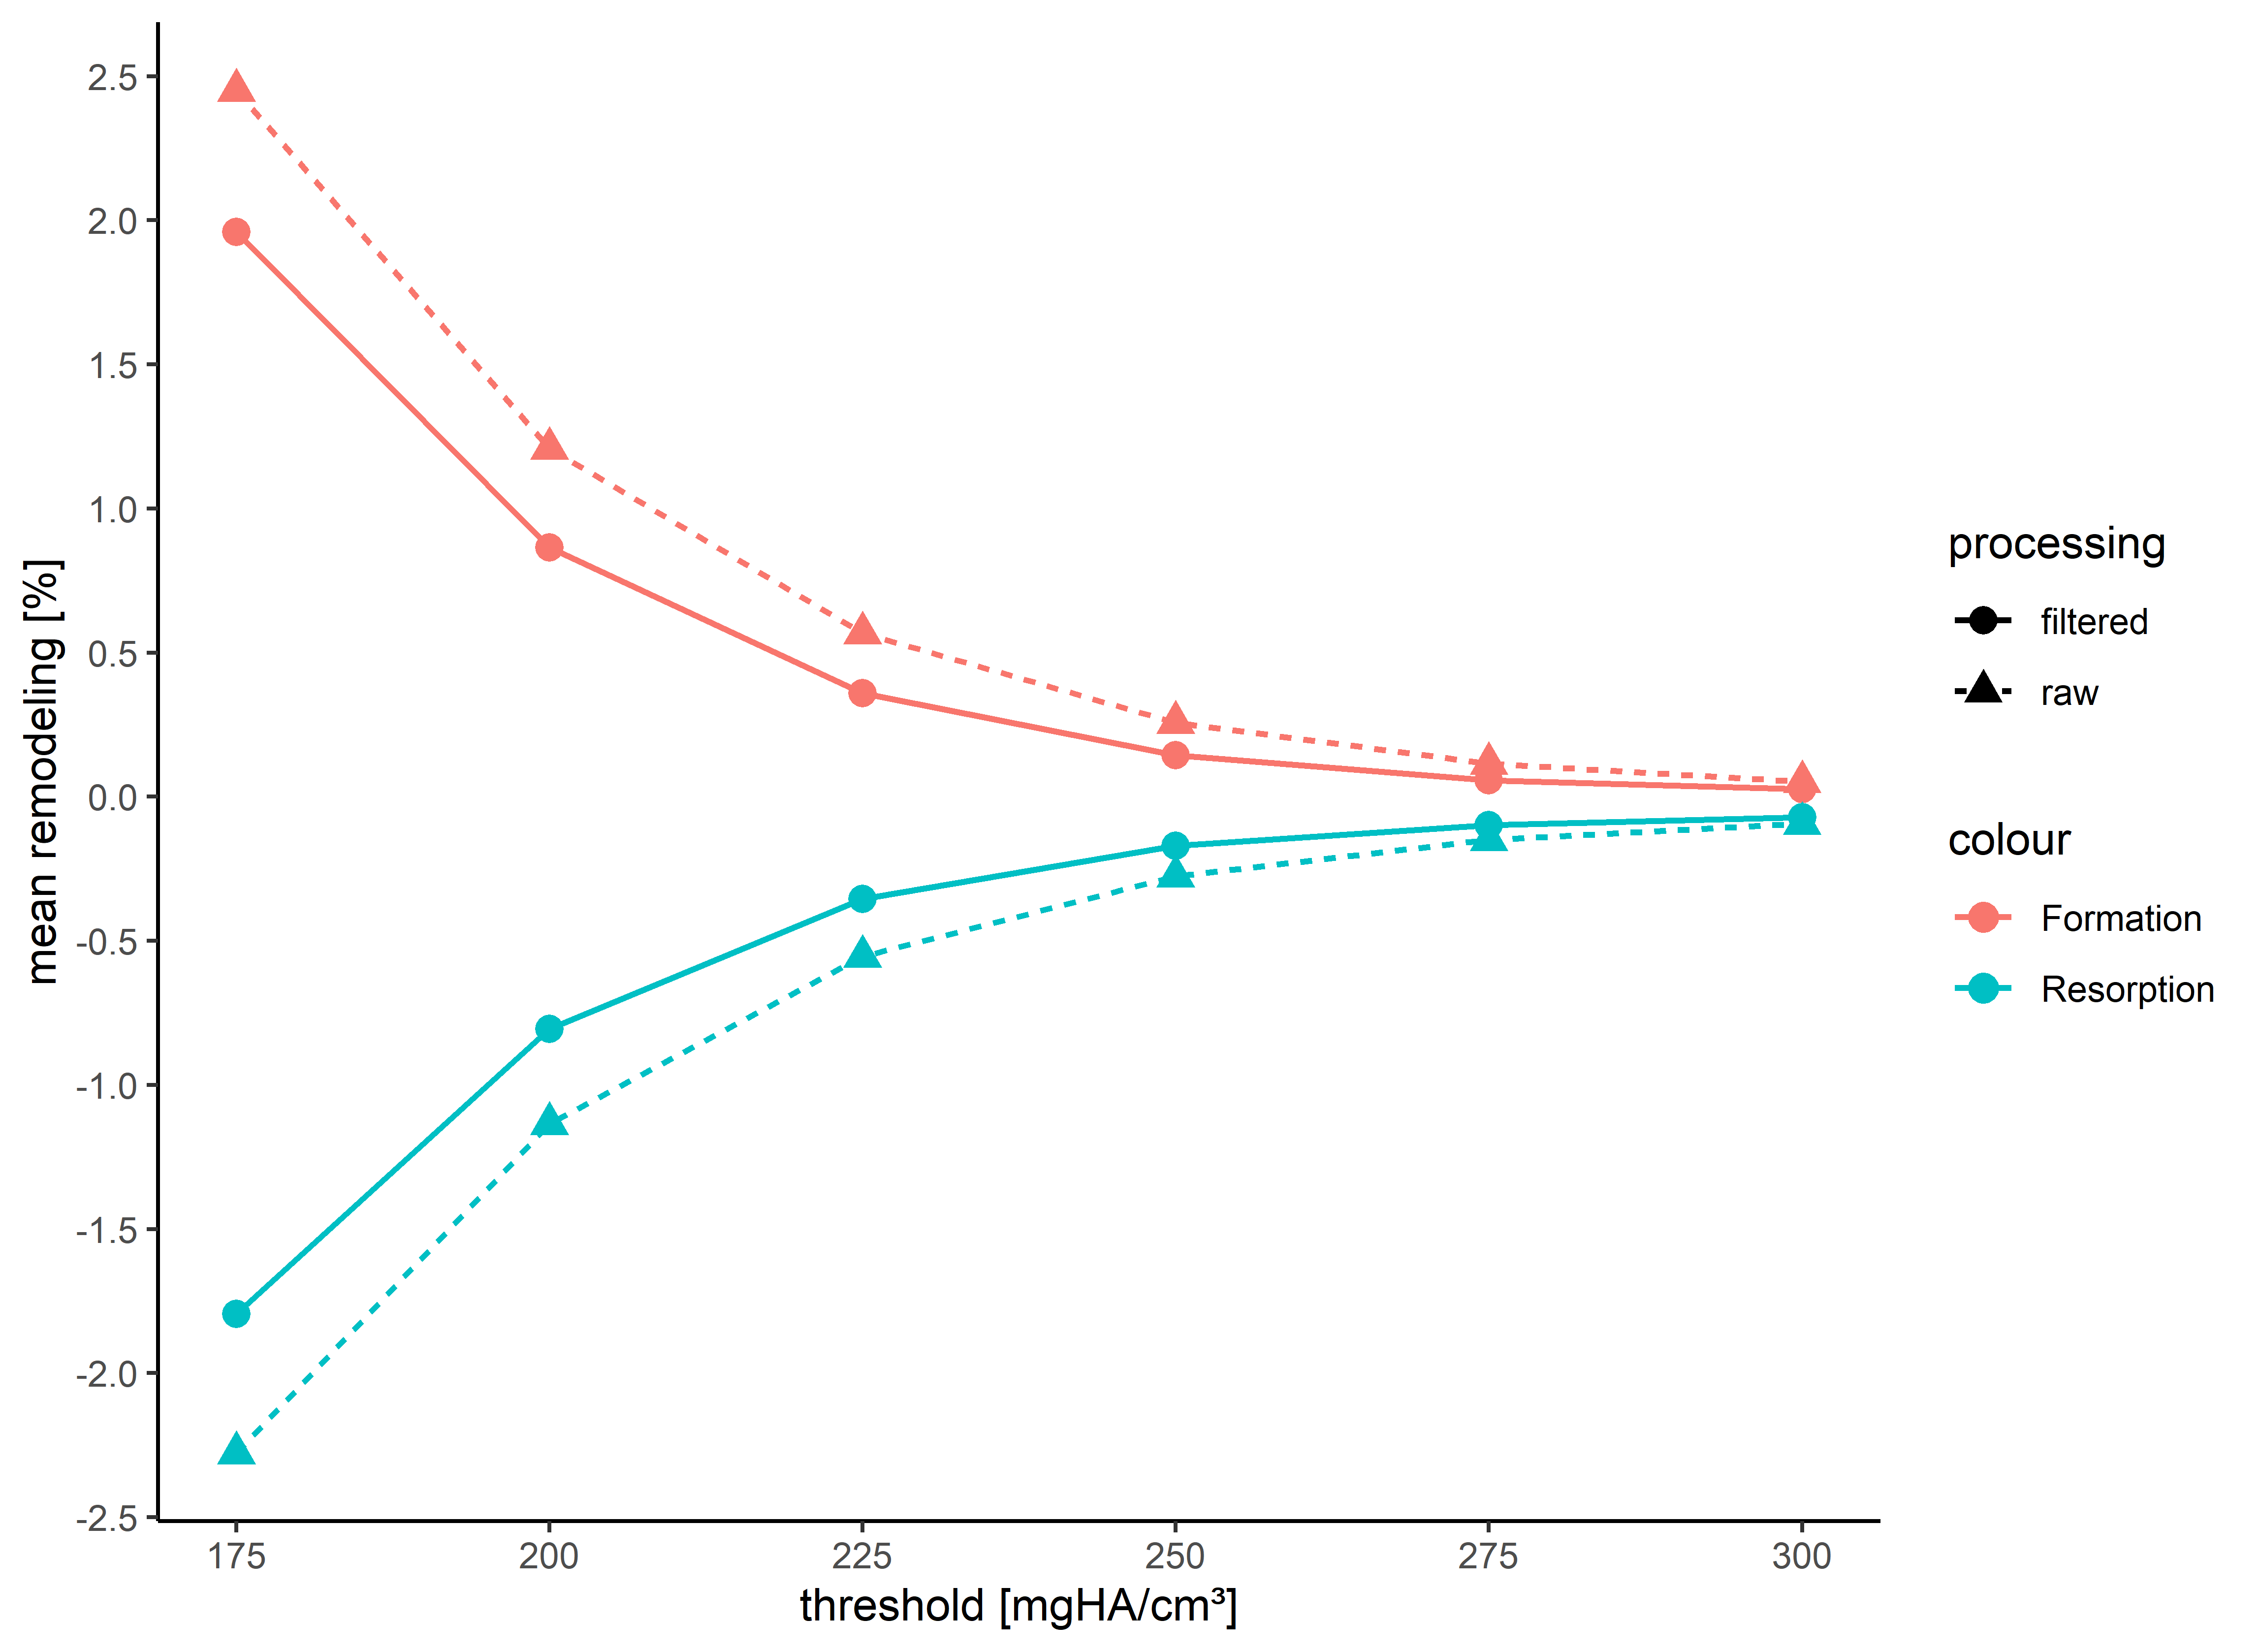 mean remodeling [%]
2.5
2.0
1.5
1.0
0.5
0.0
-0.5
-1.0
-1.5
-2.0
-2.5
175 200 225 250 275 300
threshold [mgHA/cm³]
processing
filtered
raw
colour
Formation
Resorption